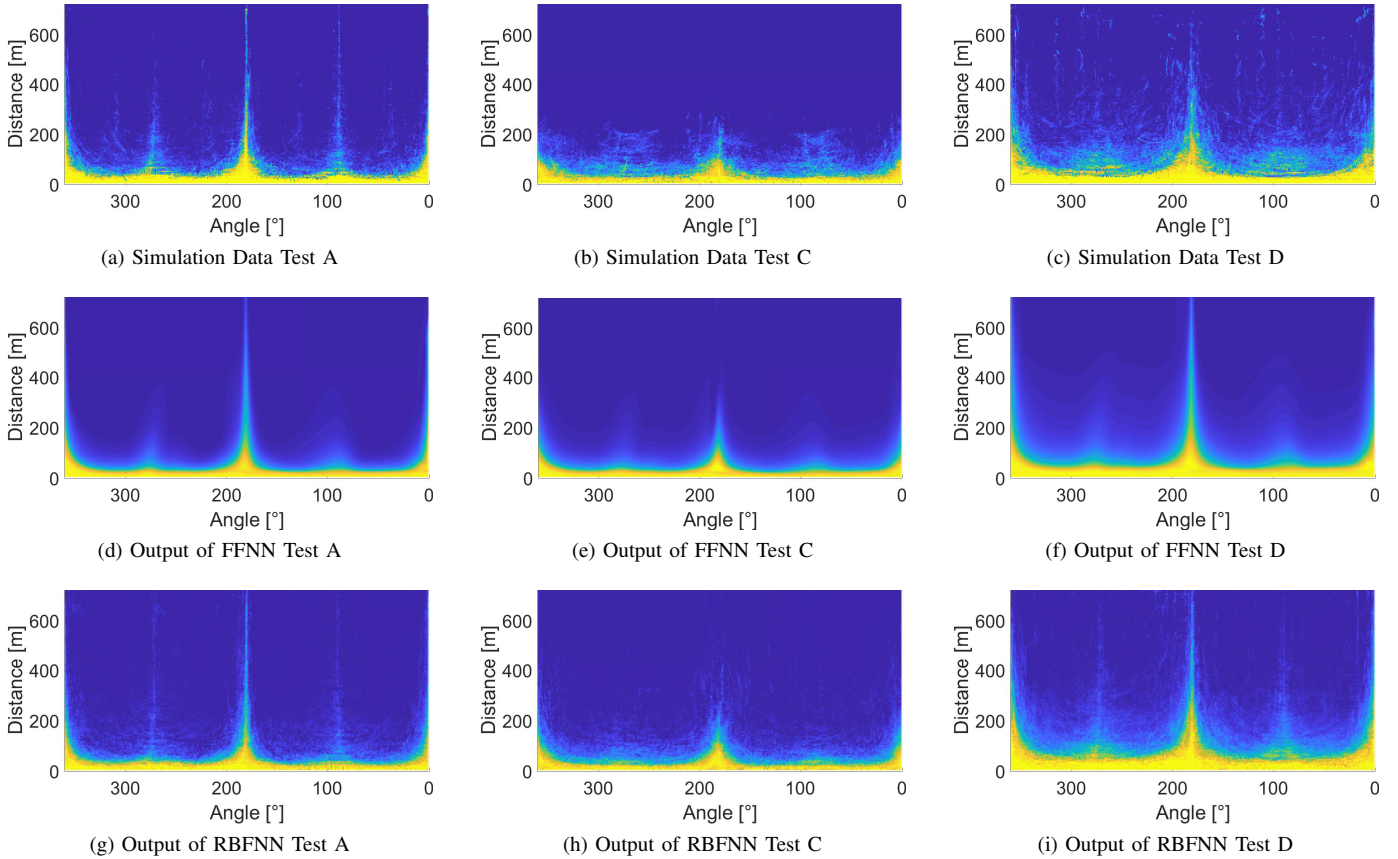 Distance [m]
600
400
200
0
300
200
100
0
Angle [°]
(a) Simulation Data Test A
Distance [m]
600
400
200
0
300
200
100
0
Angle [°]
(b) Simulation Data Test C
Distance [m]
600
400
200
0
300
200
100
0
Angle [°]
(c) Simulation Data Test D
Distance [m]
600
400
200
0
300
200
100
0
Angle [°]
(d) Output of FFNN Test A
Distance [m]
600
400
200
0
300
200
100
0
Angle [°]
(e) Output of FFNN Test C
Distance [m]
600
400
200
0
300
200
100
0
Angle [°]
(f) Output of FFNN Test D
Distance [m]
600
400
200
0
300
200
100
0
Angle [°]
(g) Output of RBFNN Test A
Distance [m]
600
400
200
0
300
200
100
0
Angle [°]
(h) Output of RBFNN Test C
Distance [m]
600
400
200
0
300
200
100
0
Angle [°]
(i) Output of RBFNN Test D